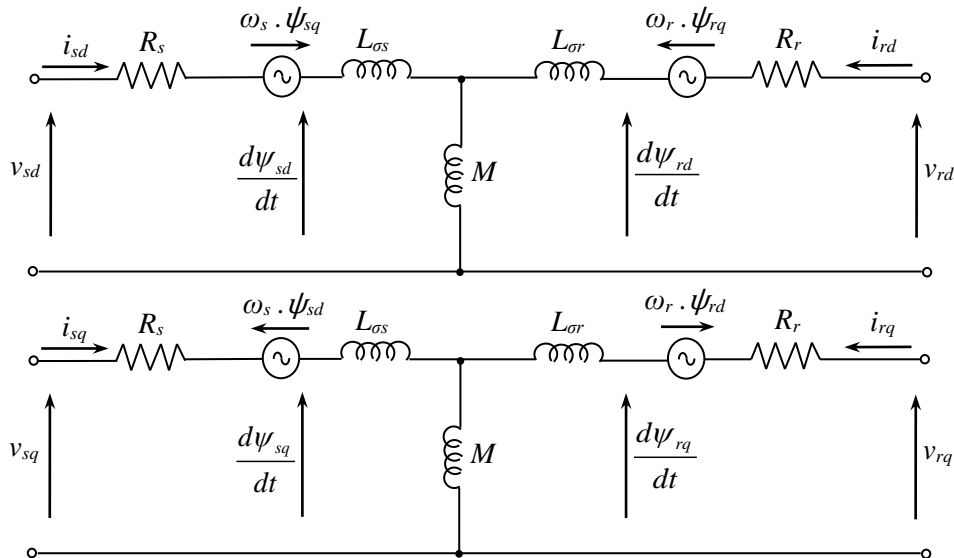 ω_s . ψ_sq
ω_r . ψ_rq
i_sd
R_s
L_σs
L_σr
R_r
i_rd
v_sd
dψ_sd
dt
M
dψ_rd
dt
v_rd
ω_s . ψ_sd
ω_r . ψ_rd
i_sq
R_s
L_σs
L_σr
R_r
i_rq
v_sq
dψ_sq
dt
M
dψ_rq
dt
v_rq